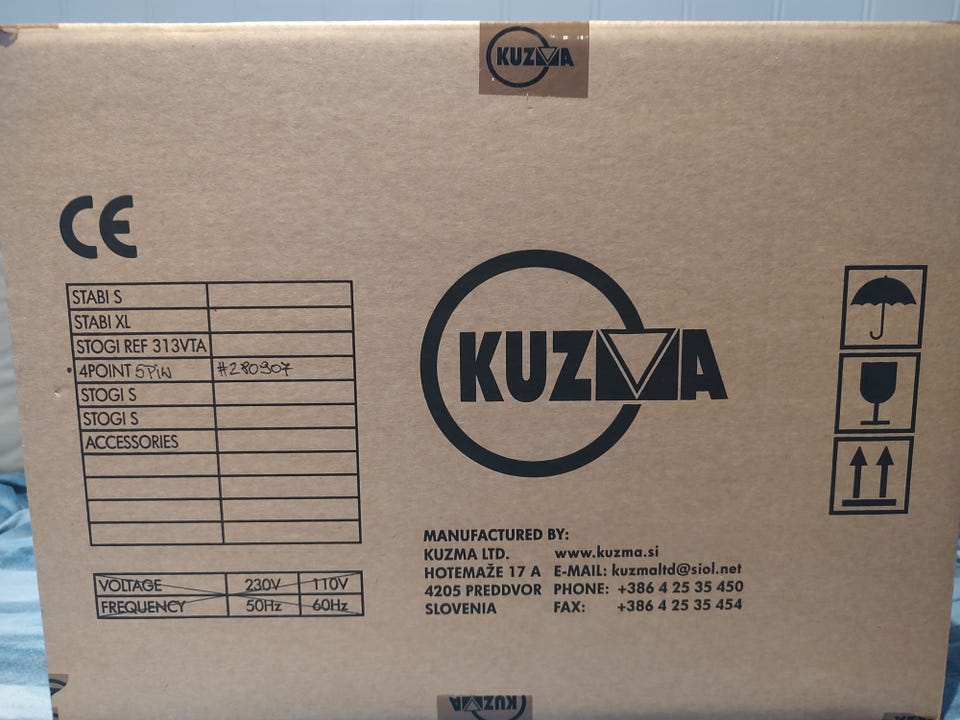 KUZMA
CE
STABI S
STABI XL
STOGI REF 313VTA
4POINT 5PiN #280907
STOGI S
STOGI S
ACCESSORIES
VOLTAGE 230V 110V
FREQUENCY 50Hz 60Hz
KUZMA
MANUFACTURED BY:
KUZMA LTD. www.kuzma.si
HOTEMAŽE 17 A E-MAIL: kuzmaltd@siol.net
4205 PREDDVOR PHONE: +386 4 25 35 450
SLOVENIA FAX: +386 4 25 35 454
KUZMA